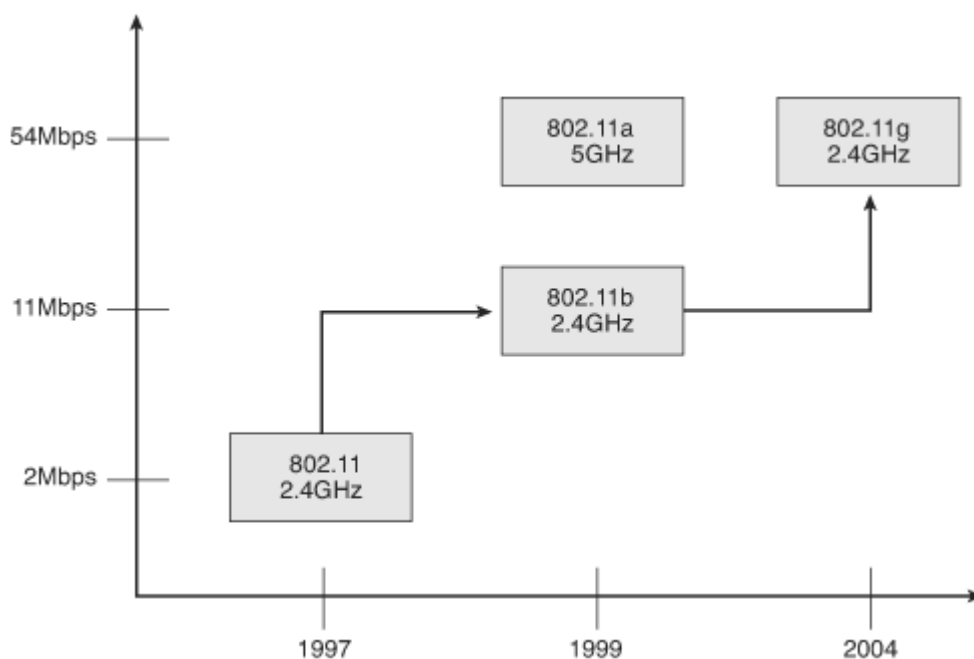 54Mbps
802.11a
5GHz
802.11g
2.4GHz
11Mbps
802.11b
2.4GHz
2Mbps
802.11
2.4GHz
1997
1999
2004